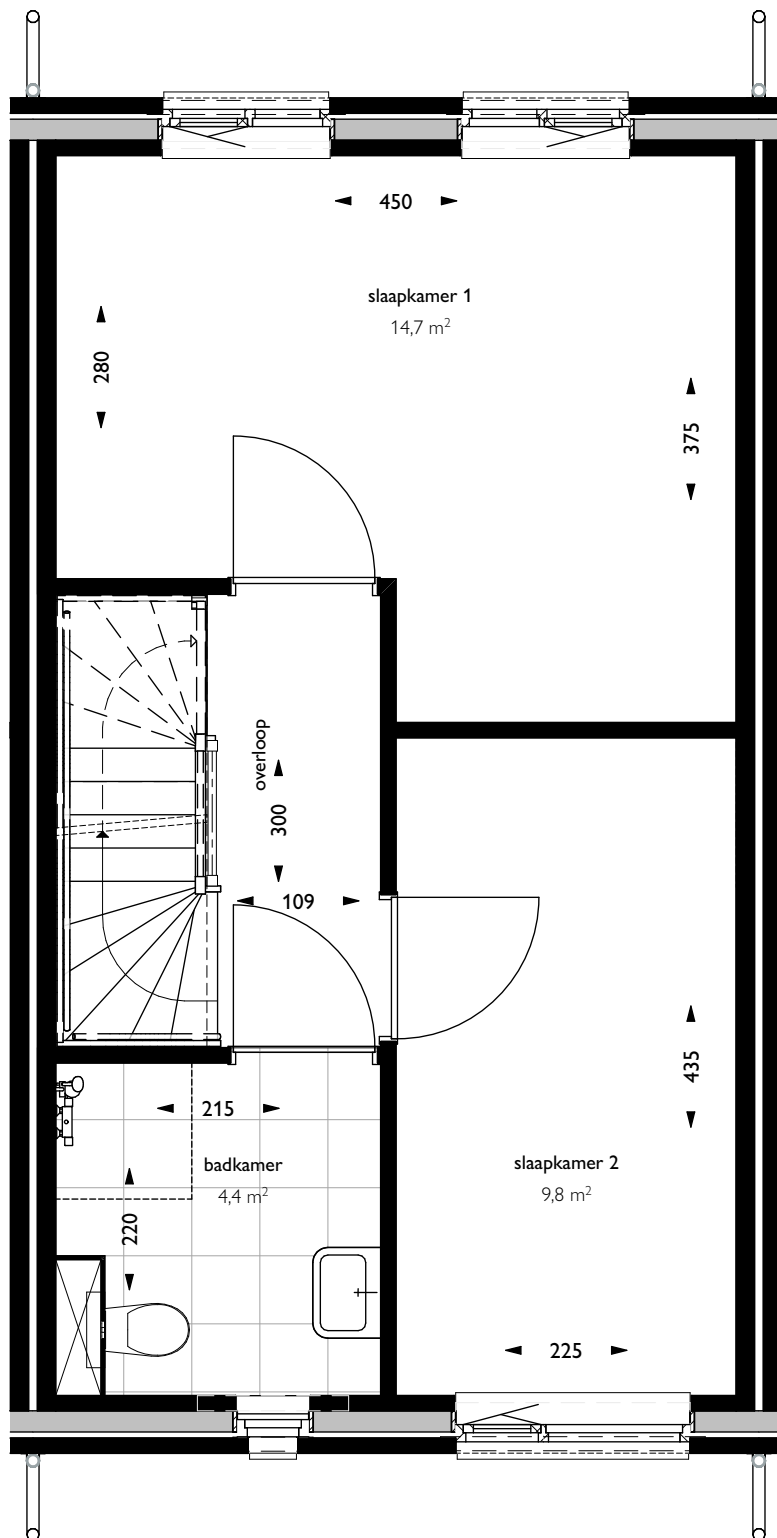 450
slaapkamer 1
14,7 m²
280
375
overloop
300
109
215
badkamer
4,4 m²
220
435
slaapkamer 2
9,8 m²
225